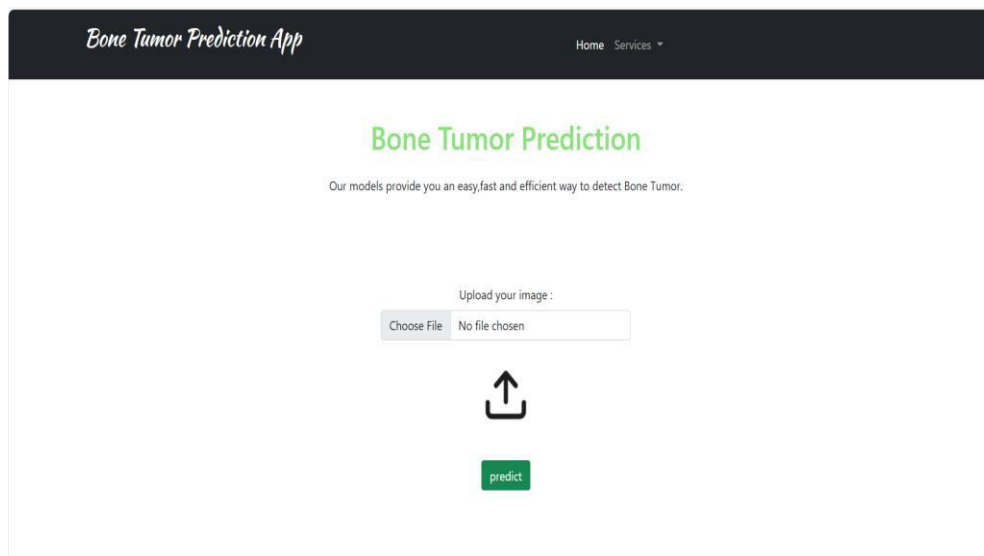 Bone Tumor Prediction App
Home Services
Bone Tumor Prediction
Our models provide you an easy,fast and efficient way to detect Bone Tumor.
Upload your image :
Choose File No file chosen
predict